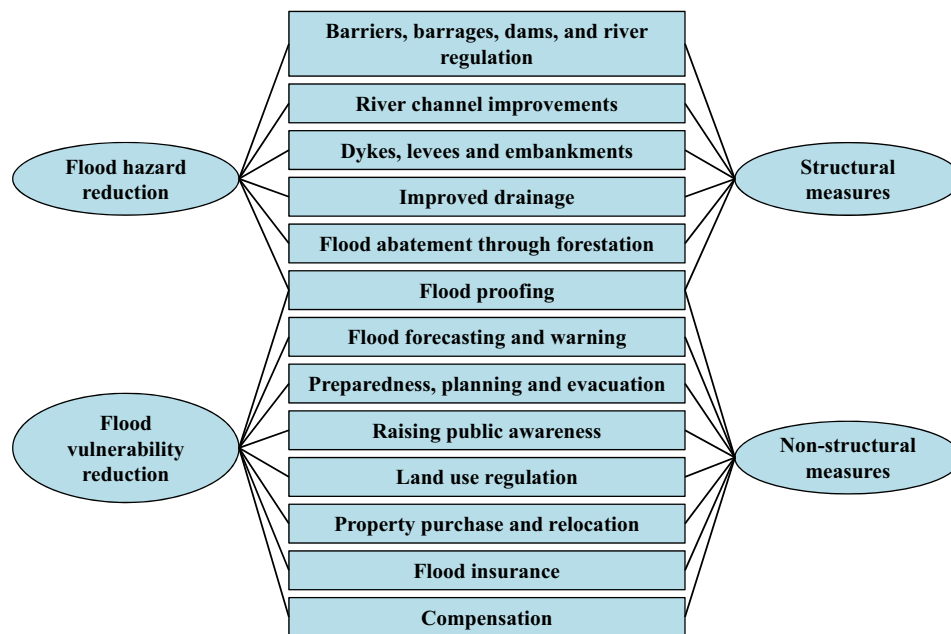 Barriers, barrages, dams, and river
regulation
River channel improvements
Dykes, levees and embankments
Flood hazard
reduction
Structural
measures
Improved drainage
Flood abatement through forestation
Flood proofing
Flood forecasting and warning
Preparedness, planning and evacuation
Flood
vulnerability
reduction
Raising public awareness
Non-structural
measures
Land use regulation
Property purchase and relocation
Flood insurance
Compensation